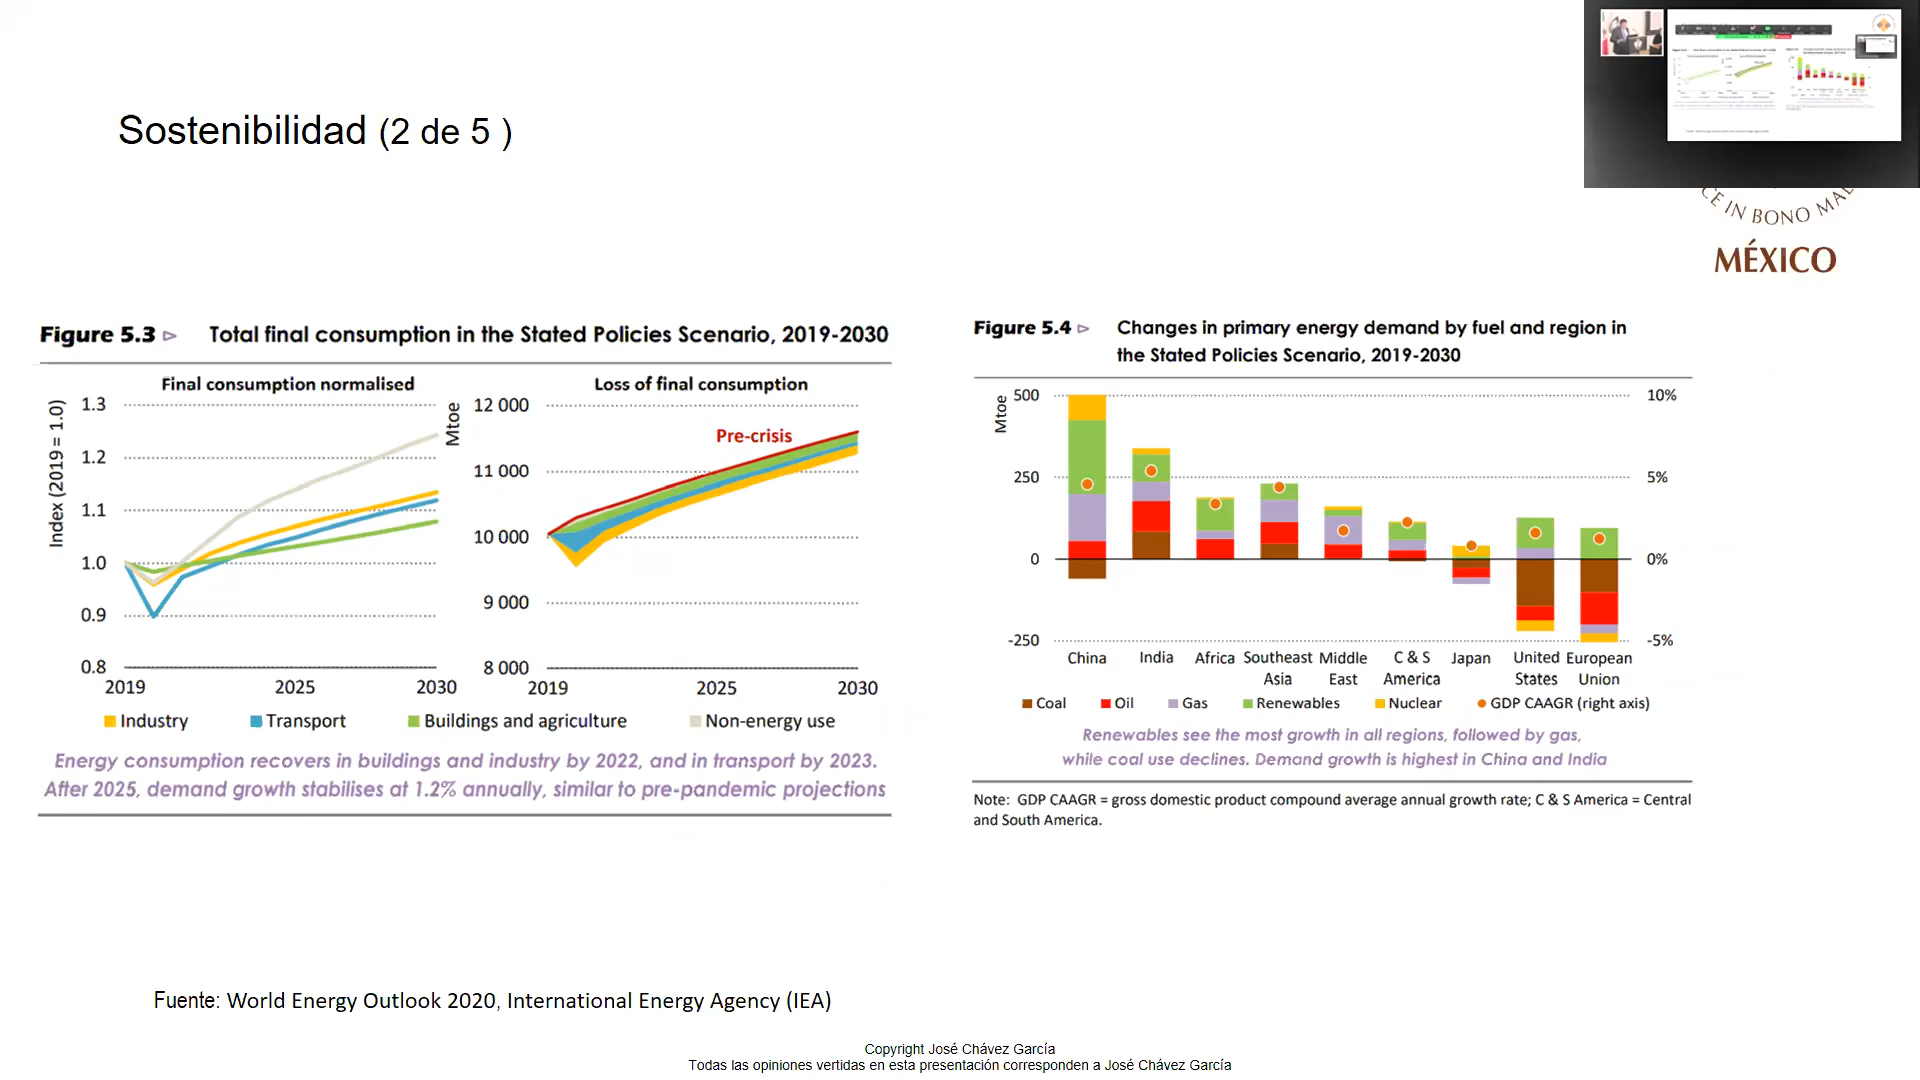 Sostenibilidad (2 de 5 )
CE IN BONO MAL
MÉXICO
Figure 5.3 ▷ Total final consumption in the Stated Policies Scenario, 2019-2030
Final consumption normalised
Index (2019 = 1.0)
1.3
1.2
1.1
1.0
0.9
0.8
2019 2025 2030
Loss of final consumption
Mtoe
12 000
11 000
10 000
9 000
8 000
Pre-crisis
2019 2025 2030
Industry Transport Buildings and agriculture Non-energy use
Energy consumption recovers in buildings and industry by 2022, and in transport by 2023.
After 2025, demand growth stabilises at 1.2% annually, similar to pre-pandemic projections
Figure 5.4 ▷ Changes in primary energy demand by fuel and region in
the Stated Policies Scenario, 2019-2030
Mtoe
500 10%
250 5%
0 0%
-250 -5%
China India Africa Southeast Middle C & S Japan United European
Asia East America States Union
Coal Oil Gas Renewables Nuclear GDP CAAGR (right axis)
Renewables see the most growth in all regions, followed by gas,
while coal use declines. Demand growth is highest in China and India
Note: GDP CAAGR = gross domestic product compound average annual growth rate; C & S America = Central
and South America.
Fuente: World Energy Outlook 2020, International Energy Agency (IEA)
Copyright José Chávez García
Todas las opiniones vertidas en esta presentación corresponden a José Chávez García